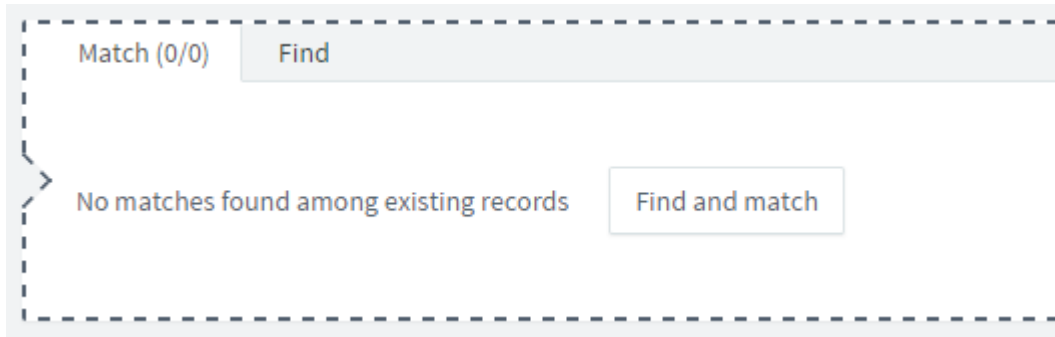 Match (0/0) Find
No matches found among existing records Find and match